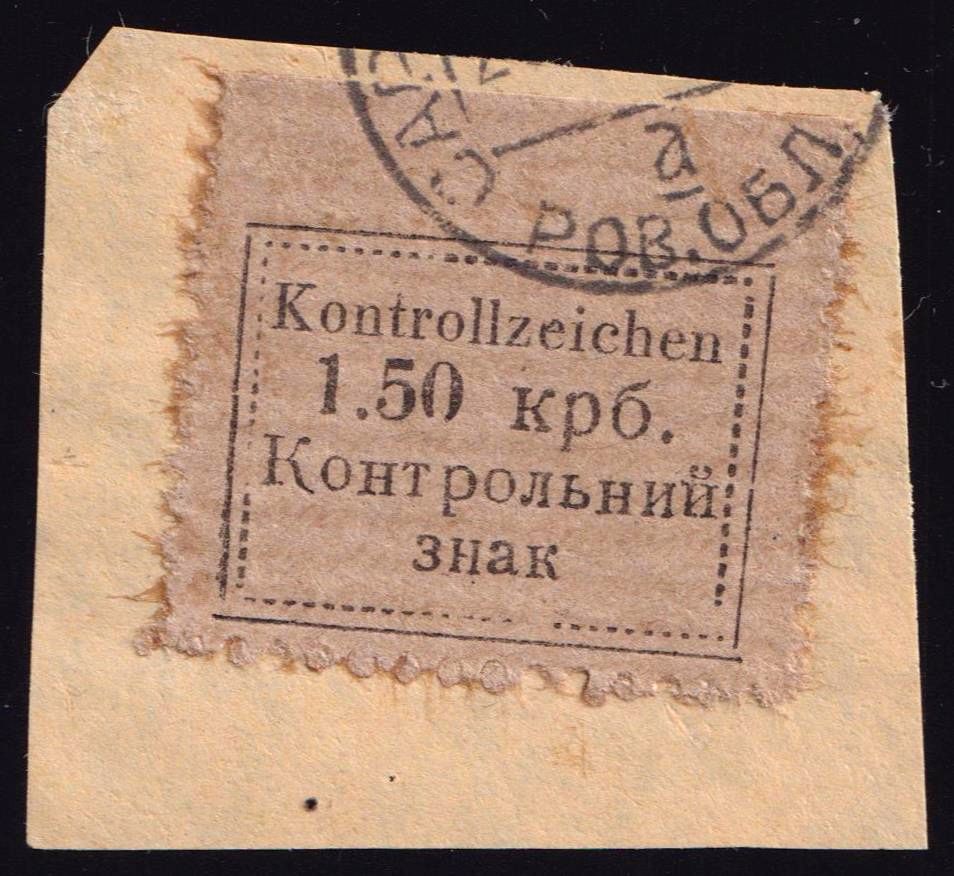 а
РОВ.ОБЛ.
Kontrollzeichen
1.50 крб.
Контрольний
знак